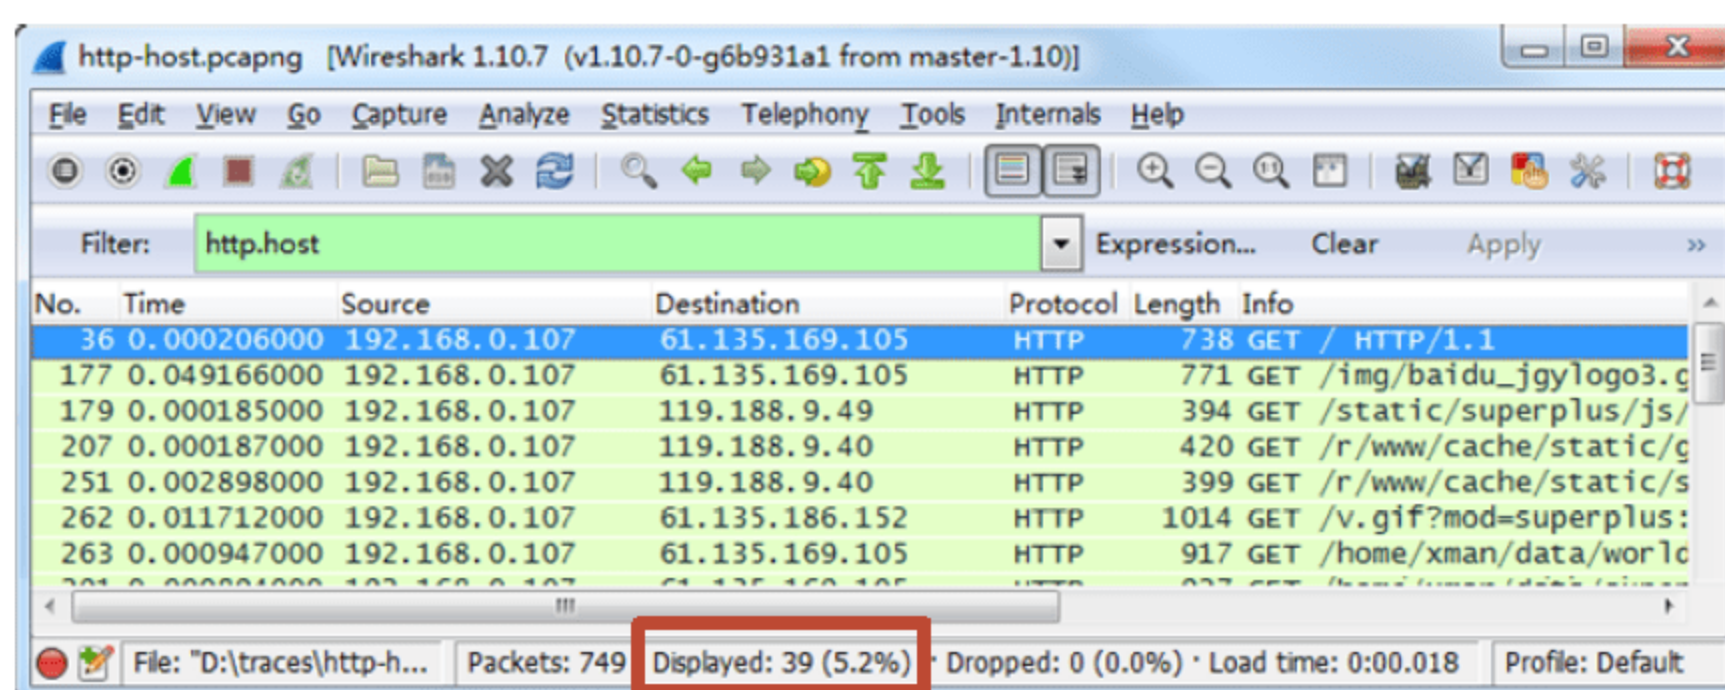 http-host.pcapng [Wireshark 1.10.7 (v1.10.7-0-g6b931a1 from master-1.10)]
File Edit View Go Capture Analyze Statistics Telephony Tools Internals Help
Filter: http.host Expression... Clear Apply »
No. Time Source Destination Protocol Length Info
36 0.000206000 192.168.0.107 61.135.169.105 HTTP 738 GET / HTTP/1.1
177 0.049166000 192.168.0.107 61.135.169.105 HTTP 771 GET /img/baidu_jgylogo3.g
179 0.000185000 192.168.0.107 119.188.9.49 HTTP 394 GET /static/superplus/js/
207 0.000187000 192.168.0.107 119.188.9.40 HTTP 420 GET /r/www/cache/static/g
251 0.002898000 192.168.0.107 119.188.9.40 HTTP 399 GET /r/www/cache/static/s
262 0.011712000 192.168.0.107 61.135.186.152 HTTP 1014 GET /v.gif?mod=superplus:
263 0.000947000 192.168.0.107 61.135.169.105 HTTP 917 GET /home/xman/data/world
File: "D:\traces\http-h... Packets: 749 Displayed: 39 (5.2%) · Dropped: 0 (0.0%) · Load time: 0:00.018 Profile: Default